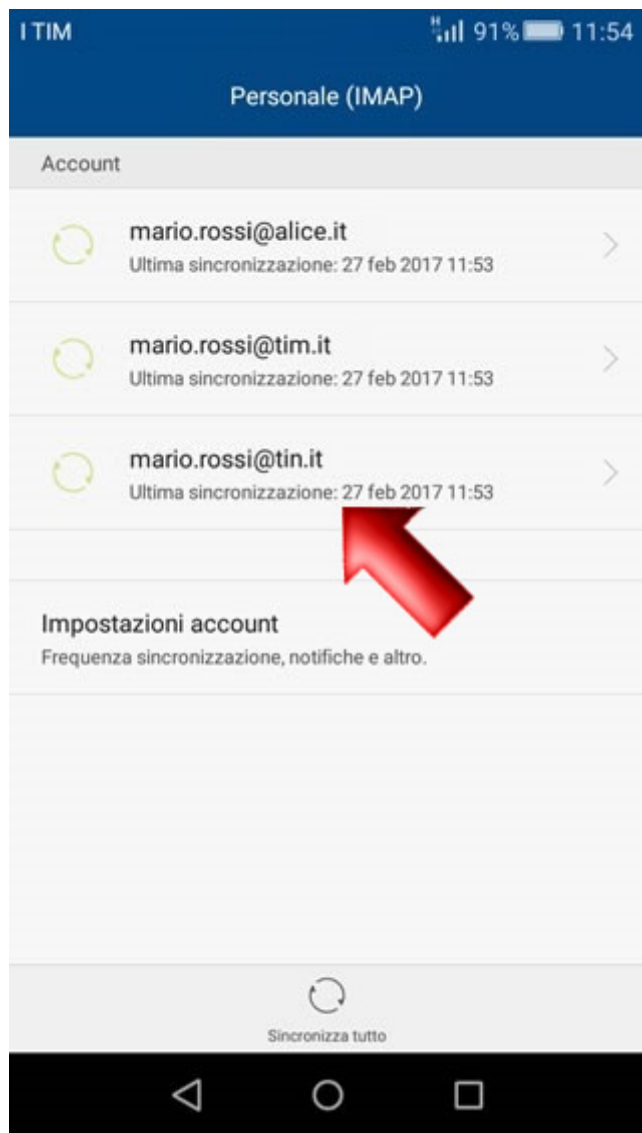 I TIM
H
91%
11:54
Personale (IMAP)
Account
mario.rossi@alice.it
Ultima sincronizzazione: 27 feb 2017 11:53
mario.rossi@tim.it
Ultima sincronizzazione: 27 feb 2017 11:53
mario.rossi@tin.it
Ultima sincronizzazione: 27 feb 2017 11:53
Impostazioni account
Frequenza sincronizzazione, notifiche e altro.
Sincronizza tutto